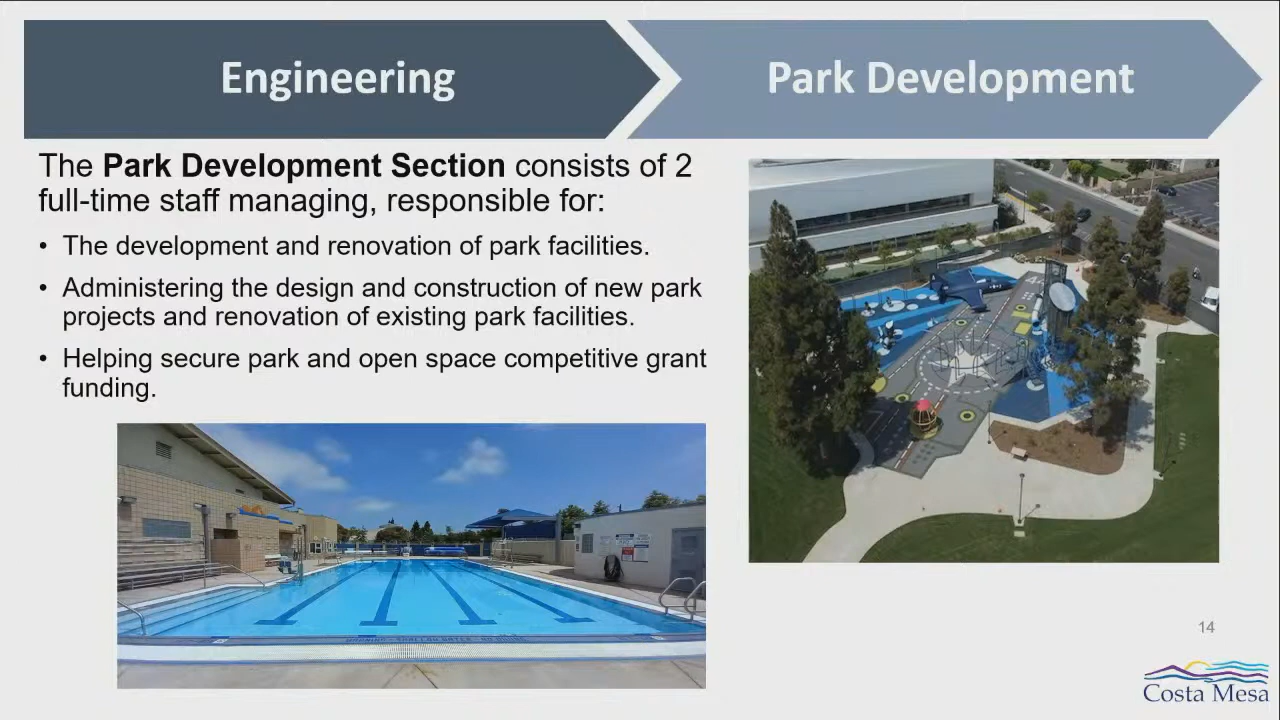 Engineering
Park Development
The Park Development Section consists of 2
full-time staff managing, responsible for:
• The development and renovation of park facilities.
• Administering the design and construction of new park
projects and renovation of existing park facilities.
• Helping secure park and open space competitive grant
funding.
14
Costa Mesa